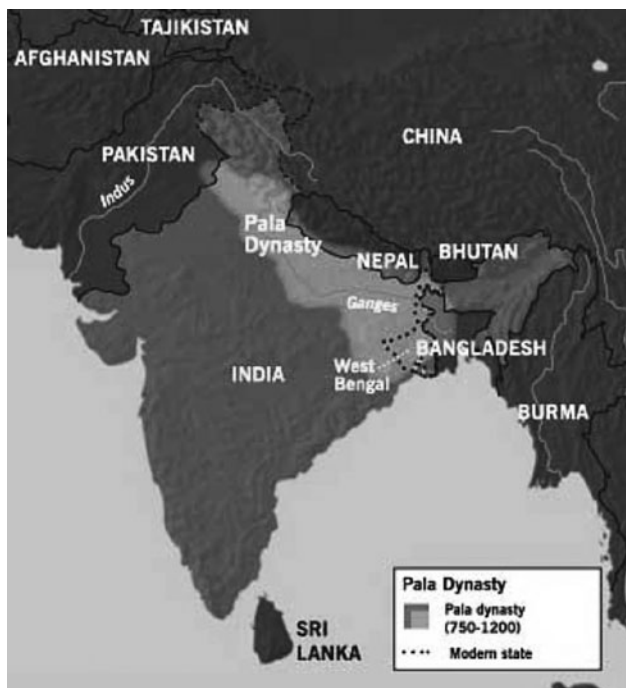 TAJIKISTAN
AFGHANISTAN
CHINA
PAKISTAN
Indus
Pala
Dynasty
NEPAL
BHUTAN
Ganges
BANGLADESH
West
Bengal
INDIA
BURMA
SRI
LANKA
Pala Dynasty
Pala dynasty
(750-1200)
Modern state